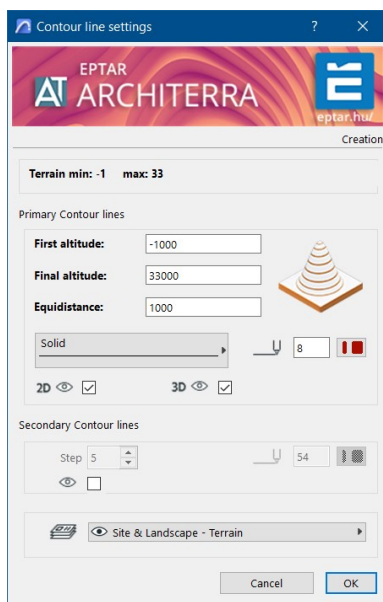 Contour line settings ? ×
EPTAR
AT ARCHITERRA
eptar.hu/
Creation
Terrain min: -1 max: 33
Primary Contour lines
First altitude: -1000
Final altitude: 33000
Equidistance: 1000
Solid 8
2D 3D
Secondary Contour lines
Step 5 54
Site & Landscape - Terrain
Cancel OK